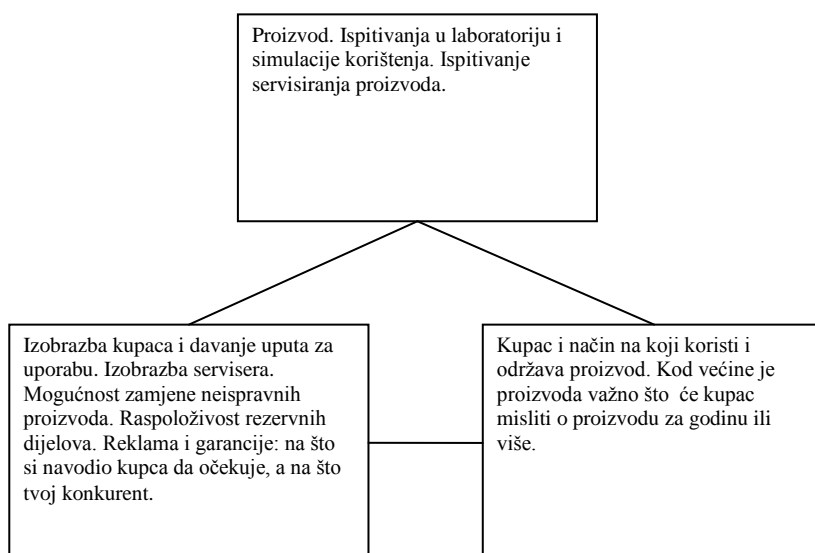 Proizvod. Ispitivanja u laboratoriju i
simulacije korištenja. Ispitivanje
servisiranja proizvoda.
Izobrazba kupaca i davanje uputa za
uporabu. Izobrazba servisera.
Mogućnost zamjene neispravnih
proizvoda. Raspoloživost rezervnih
dijelova. Reklama i garancije: na što
si navodio kupca da očekuje, a na što
tvoj konkurent.
Kupac i način na koji koristi i
održava proizvod. Kod većine je
proizvoda važno što će kupac
misliti o proizvodu za godinu ili
više.